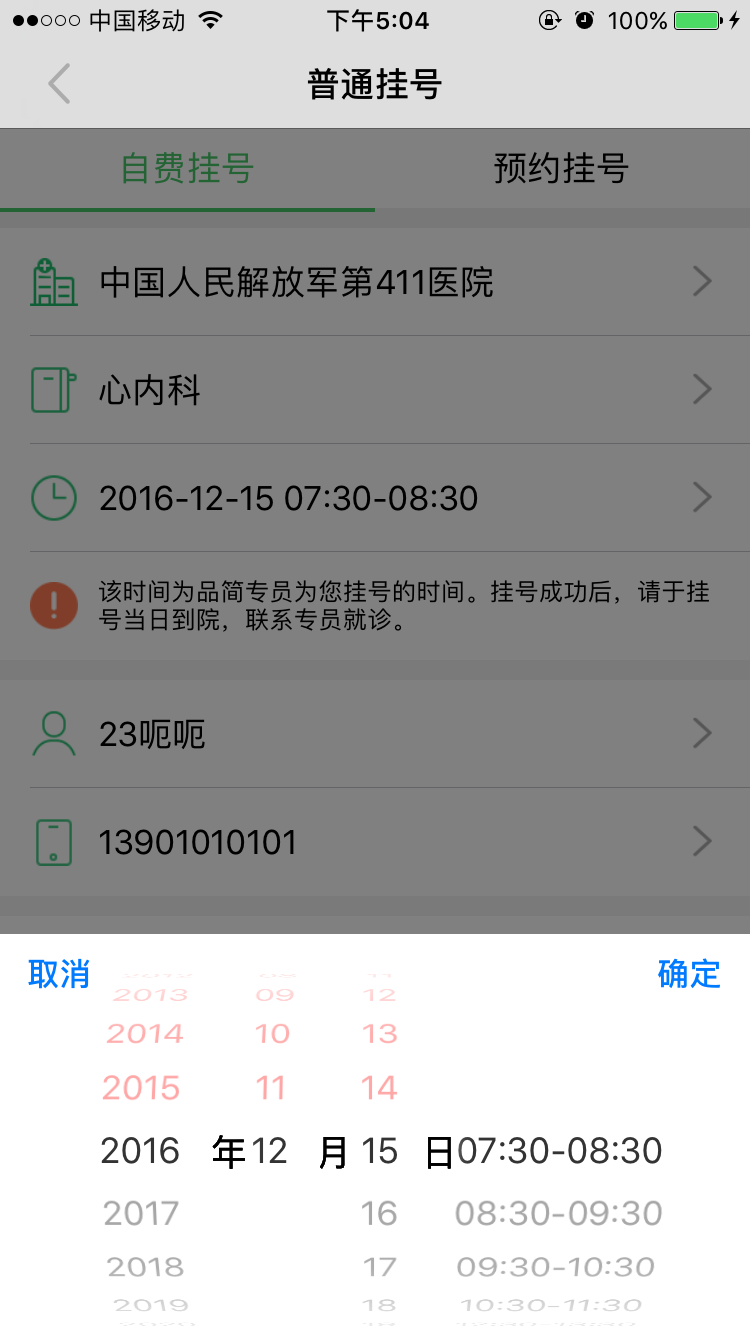 中国移动 下午5:04 100%
普通挂号
自费挂号 预约挂号
中国人民解放军第411医院
心内科
2016-12-15 07:30-08:30
该时间为品简专员为您挂号的时间。挂号成功后，请于挂
号当日到院，联系专员就诊。
23呃呃
13901010101
取消 确定
2013 09 12
2014 10 13
2015 11 14
2016 年 12 月 15 日 07:30-08:30
2017 16 08:30-09:30
2018 17 09:30-10:30
2019 18 10:30-11:30